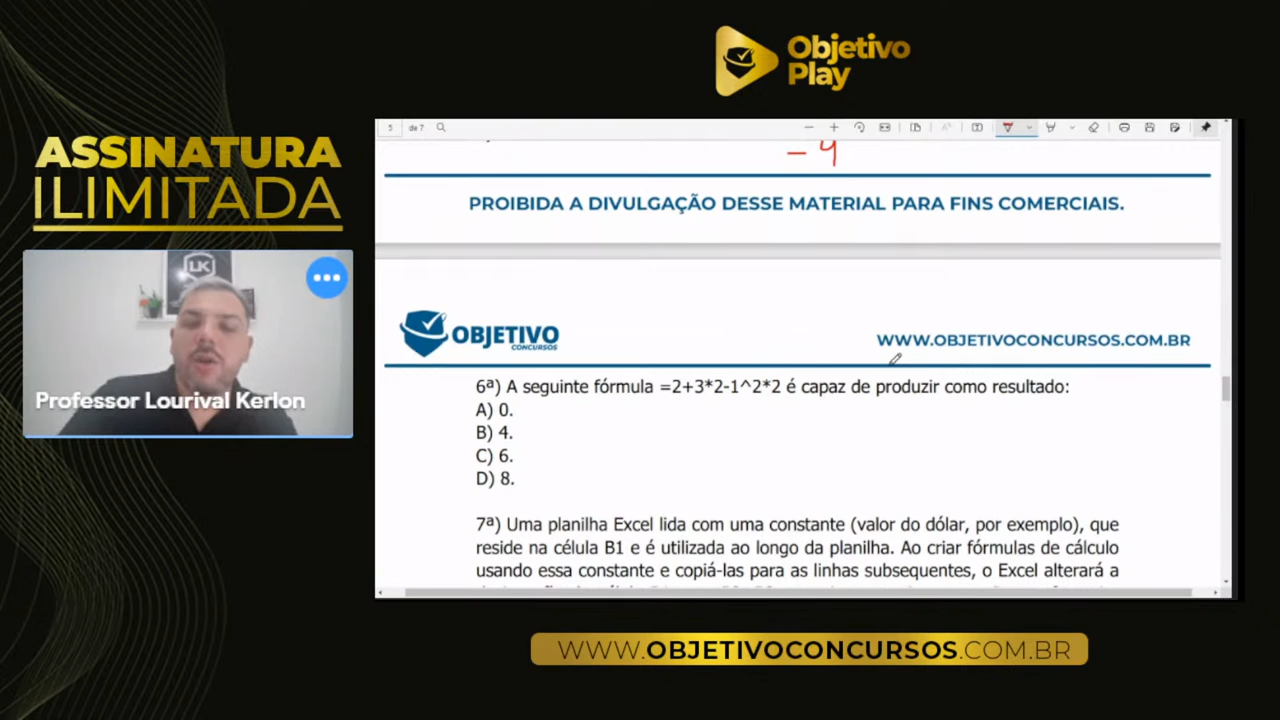 Objetivo
Play
ASSINATURA
ILIMITADA
LK
Professor Lourival Kerlon
5 de 7
– 4
PROIBIDA A DIVULGAÇÃO DESSE MATERIAL PARA FINS COMERCIAIS.
OBJETIVO
CONCURSOS
WWW.OBJETIVOCONCURSOS.COM.BR
6ª) A seguinte fórmula =2+3*2-1^2*2 é capaz de produzir como resultado:
A) 0.
B) 4.
C) 6.
D) 8.
7ª) Uma planilha Excel lida com uma constante (valor do dólar, por exemplo), que
reside na célula B1 e é utilizada ao longo da planilha. Ao criar fórmulas de cálculo
usando essa constante e copiá-las para as linhas subsequentes, o Excel alterará a
WWW.OBJETIVOCONCURSOS.COM.BR